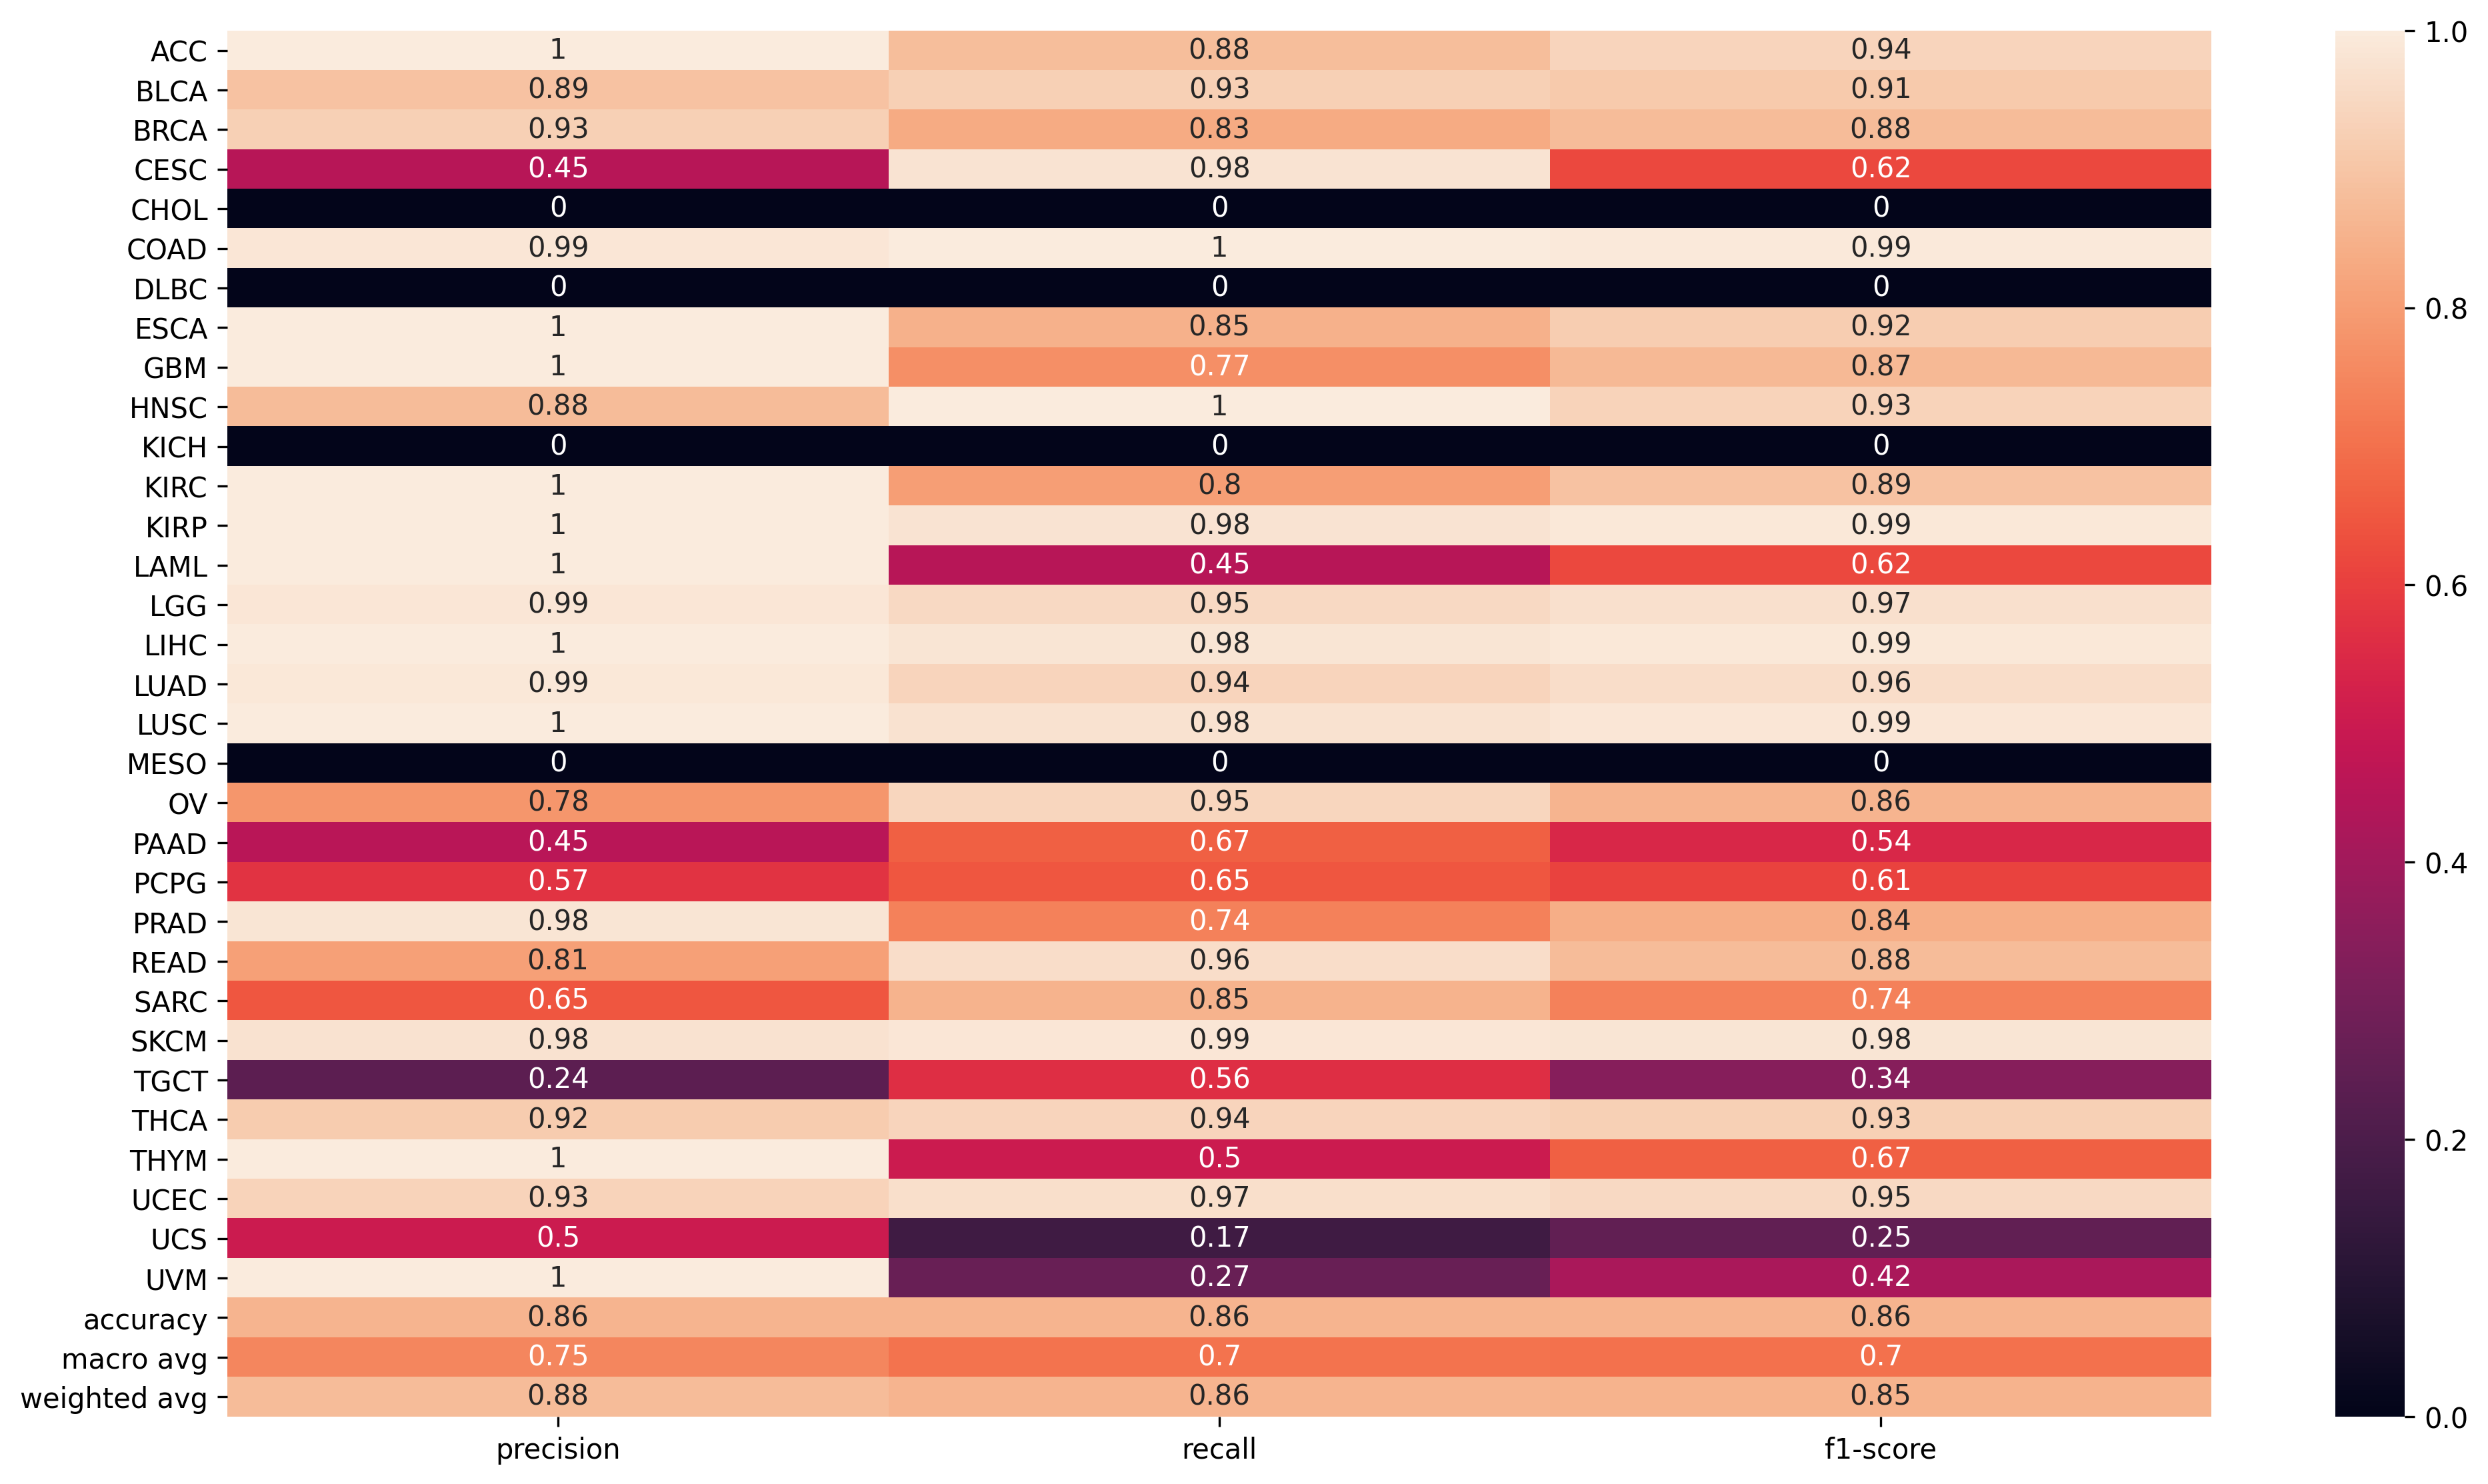 ACC 1 0.88 0.94
BLCA 0.89 0.93 0.91
BRCA 0.93 0.83 0.88
CESC 0.45 0.98 0.62
CHOL 0 0 0
COAD 0.99 1 0.99
DLBC 0 0 0
ESCA 1 0.85 0.92
GBM 1 0.77 0.87
HNSC 0.88 1 0.93
KICH 0 0 0
KIRC 1 0.8 0.89
KIRP 1 0.98 0.99
LAML 1 0.45 0.62
LGG 0.99 0.95 0.97
LIHC 1 0.98 0.99
LUAD 0.99 0.94 0.96
LUSC 1 0.98 0.99
MESO 0 0 0
OV 0.78 0.95 0.86
PAAD 0.45 0.67 0.54
PCPG 0.57 0.65 0.61
PRAD 0.98 0.74 0.84
READ 0.81 0.96 0.88
SARC 0.65 0.85 0.74
SKCM 0.98 0.99 0.98
TGCT 0.24 0.56 0.34
THCA 0.92 0.94 0.93
THYM 1 0.5 0.67
UCEC 0.93 0.97 0.95
UCS 0.5 0.17 0.25
UVM 1 0.27 0.42
accuracy 0.86 0.86 0.86
macro avg 0.75 0.7 0.7
weighted avg 0.88 0.86 0.85
precision recall f1-score
1.0
0.8
0.6
0.4
0.2
0.0